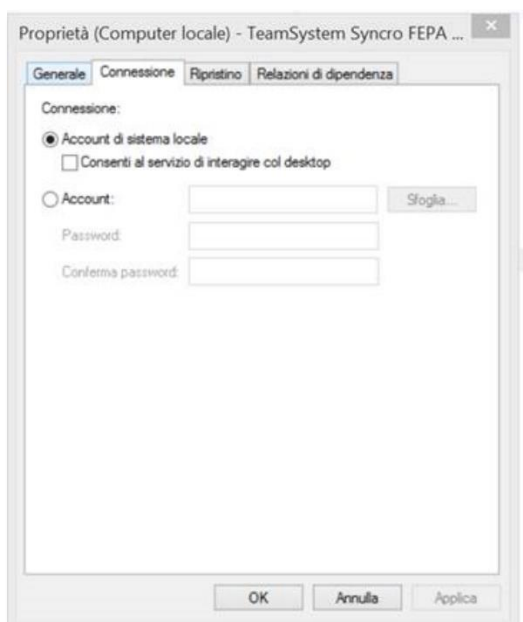 Proprietà (Computer locale) - TeamSystem Syncro FEPA ...
Generale Connessione Ripristino Relazioni di dipendenza
Connessione:
Account di sistema locale
Consenti al servizio di interagire col desktop
Account: Sfoglia...
Password:
Conferma password:
OK Annulla Applica